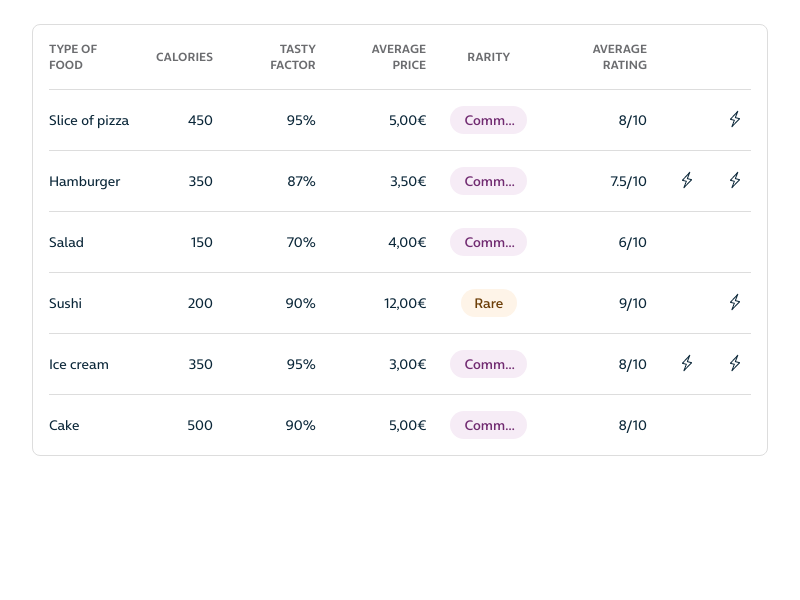 TYPE OF FOOD CALORIES TASTY FACTOR AVERAGE PRICE RARITY AVERAGE RATING
Slice of pizza 450 95% 5,00€ Comm... 8/10
Hamburger 350 87% 3,50€ Comm... 7.5/10
Salad 150 70% 4,00€ Comm... 6/10
Sushi 200 90% 12,00€ Rare 9/10
Ice cream 350 95% 3,00€ Comm... 8/10
Cake 500 90% 5,00€ Comm... 8/10